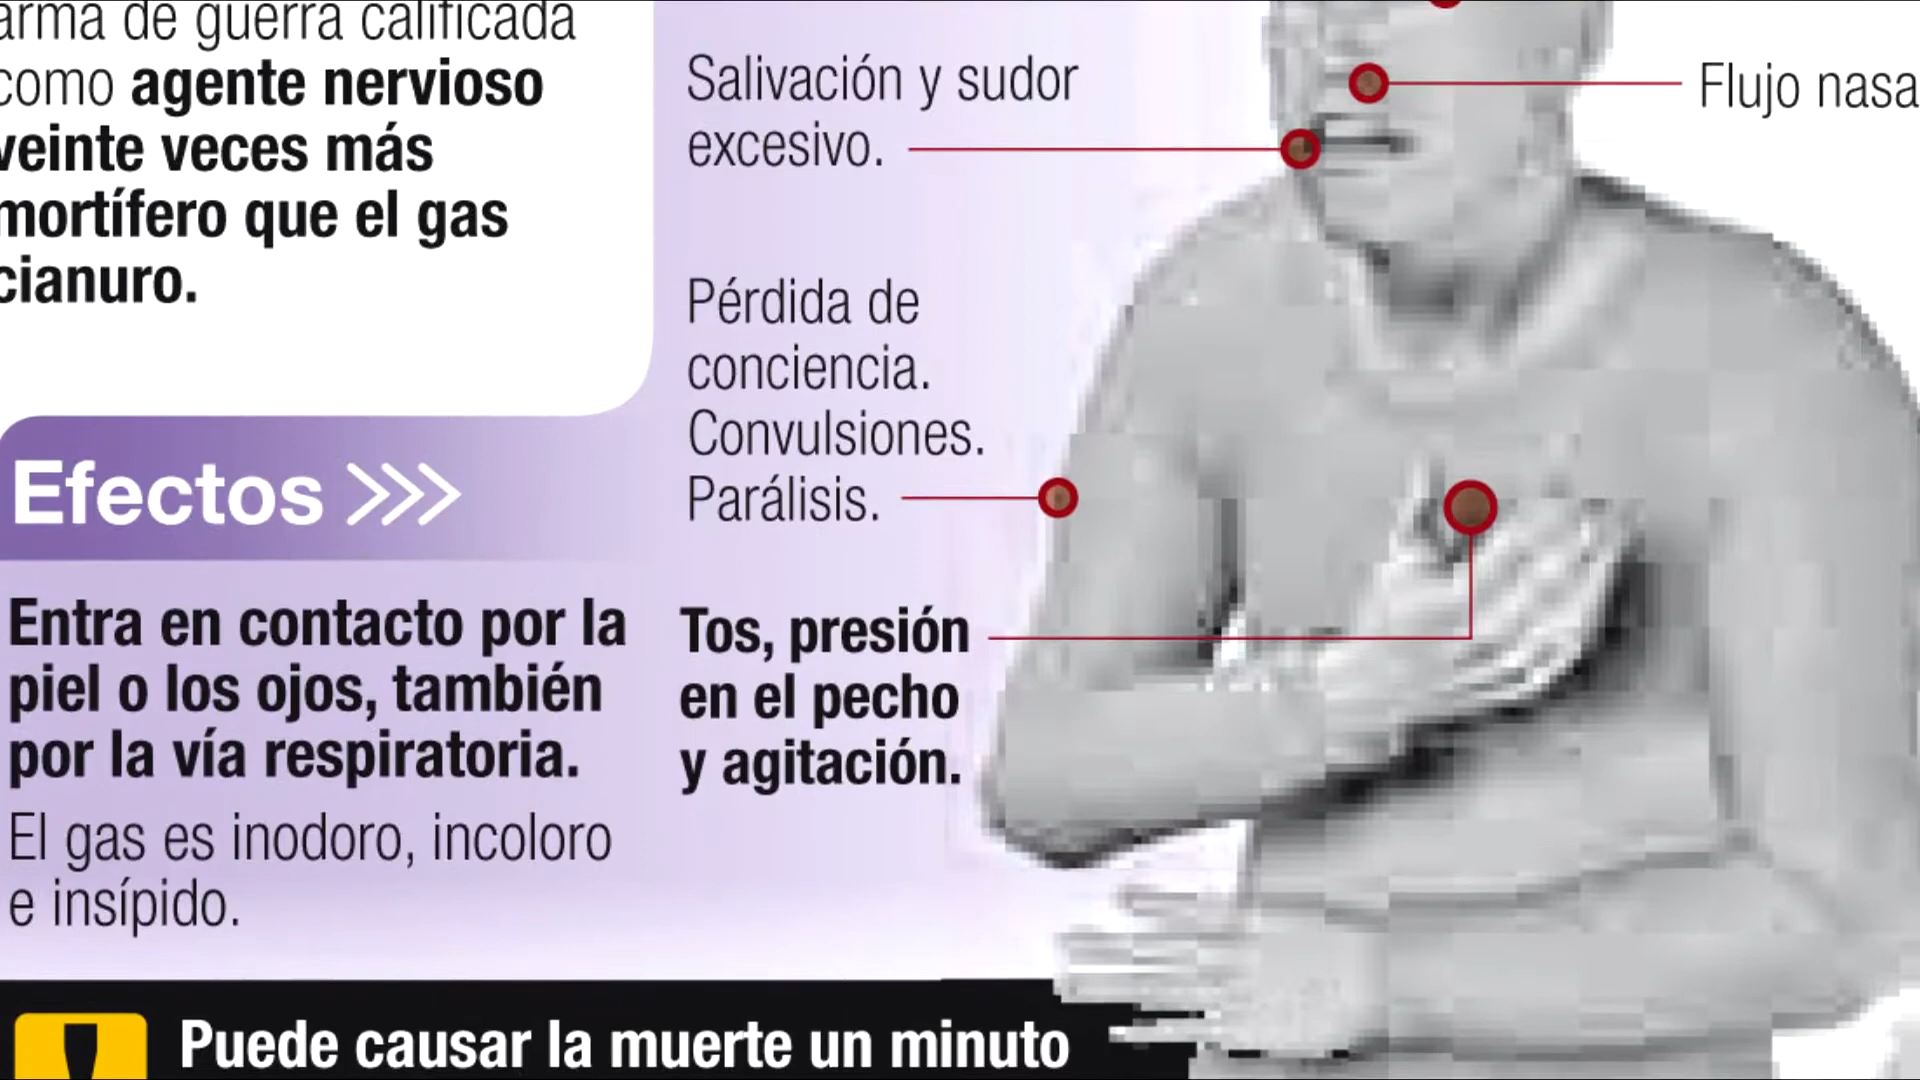 arma de guerra calificada
como agente nervioso
veinte veces más
mortífero que el gas
cianuro.
Efectos
Entra en contacto por la
piel o los ojos, también
por la vía respiratoria.
El gas es inodoro, incoloro
e insípido.
Salivación y sudor
excesivo.
Pérdida de
conciencia.
Convulsiones.
Parálisis.
Tos, presión
en el pecho
y agitación.
Flujo nasa
Puede causar la muerte un minuto